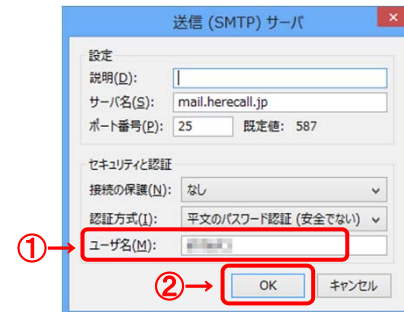 送信 (SMTP) サーバ
設定
説明(D):
サーバ名(S): mail.herecall.jp
ポート番号(P): 25 既定値: 587
セキュリティと認証
接続の保護(N): なし
認証方式(I): 平文のパスワード認証 (安全でない)
① → ユーザ名(M):
② → OK キャンセル